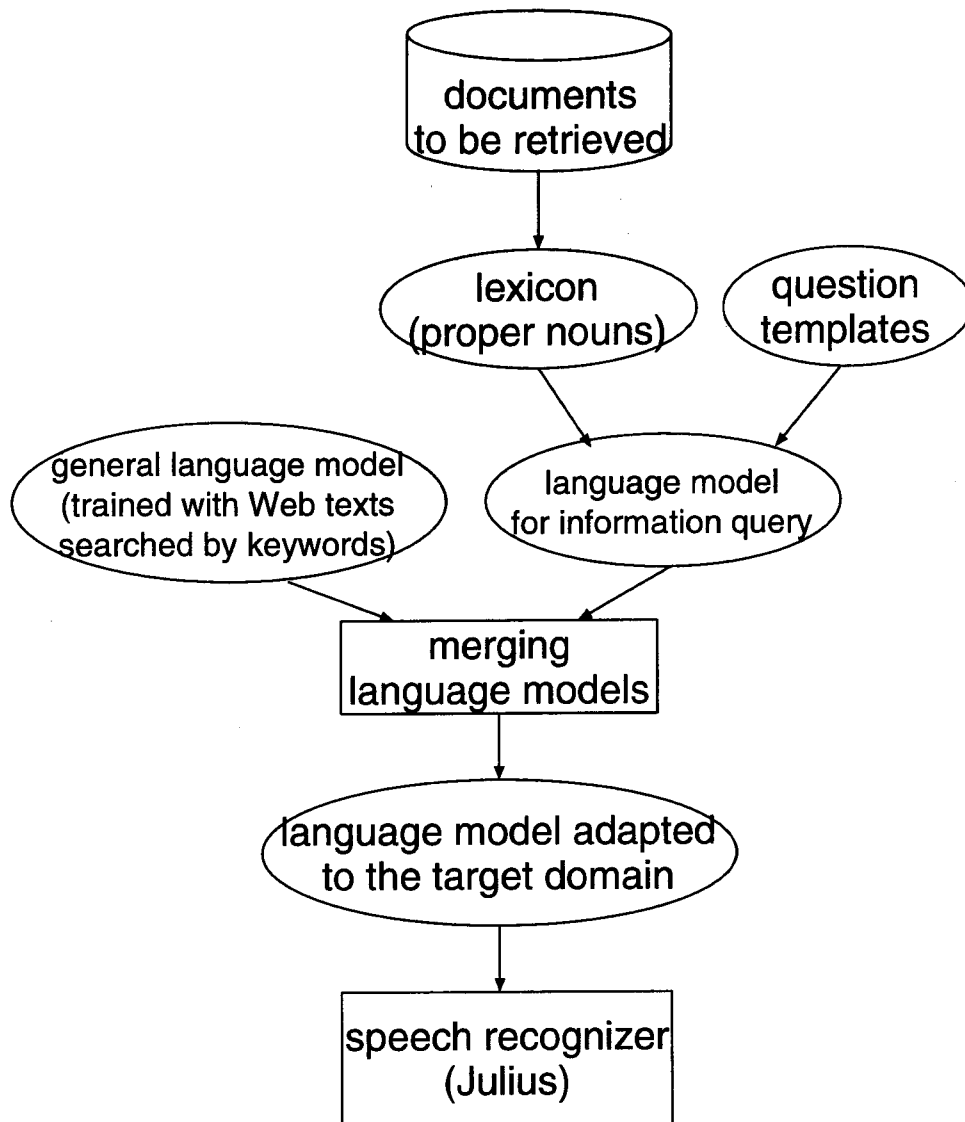 documents
to be retrieved
lexicon
(proper nouns)
question
templates
general language model
(trained with Web texts
searched by keywords)
language model
for information query
merging
language models
language model adapted
to the target domain
speech recognizer
(Julius)